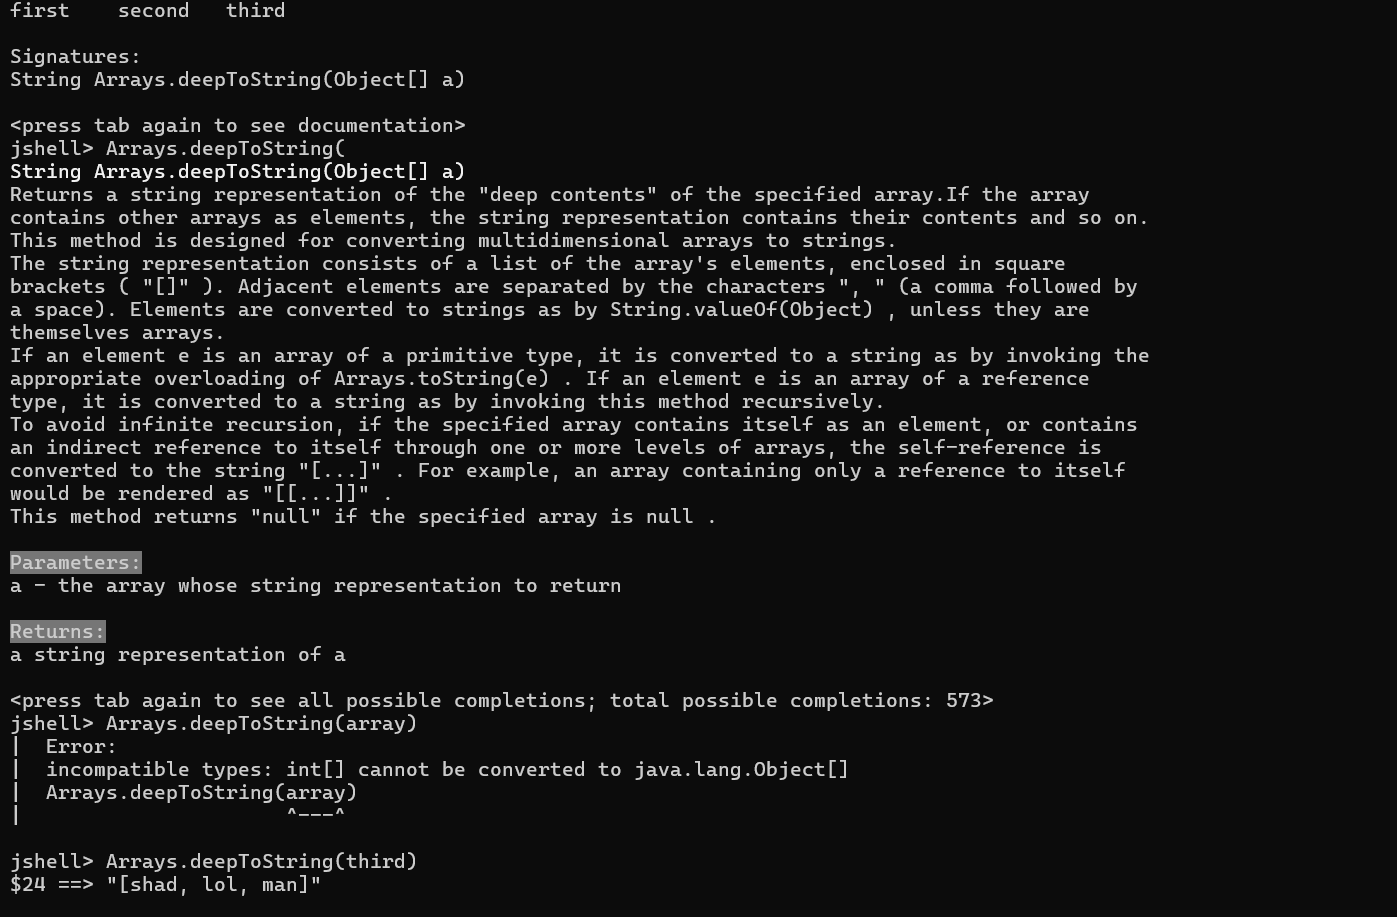 first    second   third
Signatures:
String Arrays.deepToString(Object[] a)
<press tab again to see documentation>
jshell> Arrays.deepToString(
String Arrays.deepToString(Object[] a)
Returns a string representation of the "deep contents" of the specified array.If the array
contains other arrays as elements, the string representation contains their contents and so on.
This method is designed for converting multidimensional arrays to strings.
The string representation consists of a list of the array's elements, enclosed in square
brackets ( "[]" ). Adjacent elements are separated by the characters ", " (a comma followed by
a space). Elements are converted to strings as by String.valueOf(Object) , unless they are
themselves arrays.
If an element e is an array of a primitive type, it is converted to a string as by invoking the
appropriate overloading of Arrays.toString(e) . If an element e is an array of a reference
type, it is converted to a string as by invoking this method recursively.
To avoid infinite recursion, if the specified array contains itself as an element, or contains
an indirect reference to itself through one or more levels of arrays, the self-reference is
converted to the string "[...]" . For example, an array containing only a reference to itself
would be rendered as "[[...]]" .
This method returns "null" if the specified array is null .
Parameters:
a - the array whose string representation to return
Returns:
a string representation of a
<press tab again to see all possible completions; total possible completions: 573>
jshell> Arrays.deepToString(array)
|  Error:
|  incompatible types: int[] cannot be converted to java.lang.Object[]
|  Arrays.deepToString(array)
|                      ^---^
jshell> Arrays.deepToString(third)
$24 ==> "[shad, lol, man]"